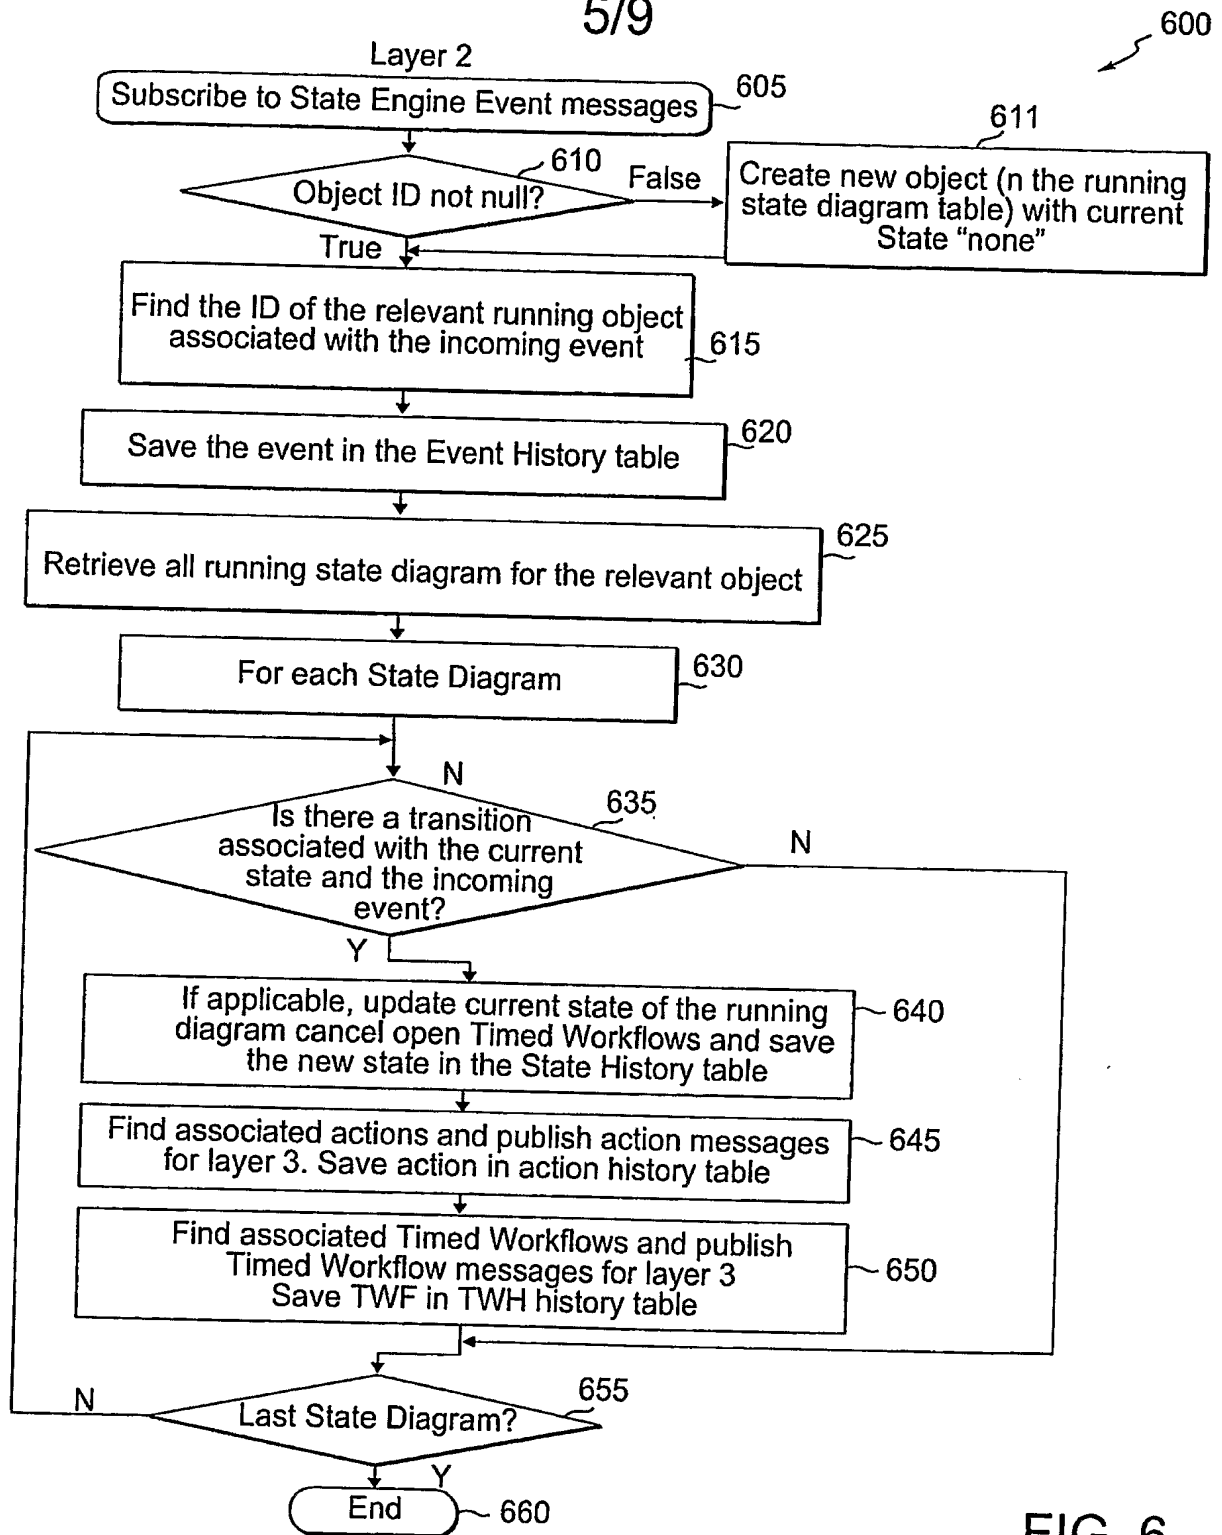 5/9
600
Layer 2
Subscribe to State Engine Event messages
605
611
610
Object ID not null?
False
Create new object (n the running
state diagram table) with current
State “none”
True
Find the ID of the relevant running object
associated with the incoming event
615
Save the event in the Event History table
620
Retrieve all running state diagram for the relevant object
625
For each State Diagram
630
N
635
Is there a transition
associated with the current
state and the incoming
event?
N
Y
If applicable, update current state of the running
diagram cancel open Timed Workflows and save
the new state in the State History table
640
Find associated actions and publish action messages
for layer 3. Save action in action history table
645
Find associated Timed Workflows and publish
Timed Workflow messages for layer 3
Save TWF in TWH history table
650
N
Last State Diagram?
655
Y
End
660
FIG. 6